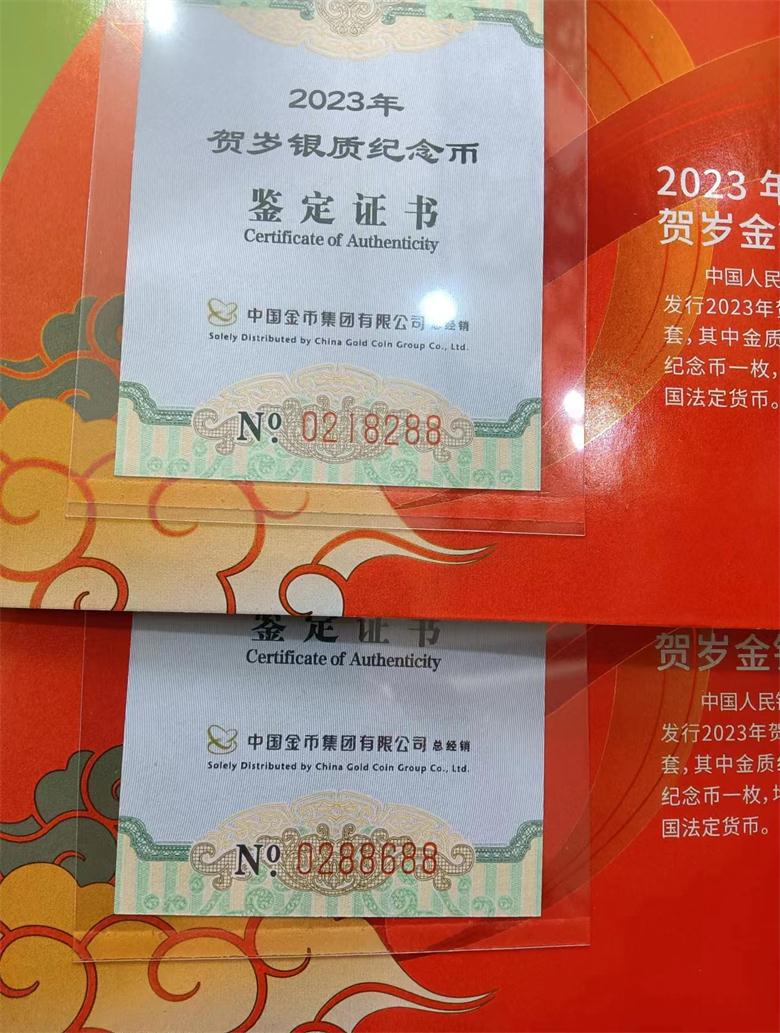 2023年
贺岁银质纪念币
鉴定证书
Certificate of Authenticity
中国金币集团有限公司 总经销
Solely Distributed by China Gold Coin Group Co., Ltd.
Nº. 0218288
2023 年
贺岁金
中国人民
发行2023年贺
套,其中金质
纪念币一枚,
国法定货币。
鉴定证书
Certificate of Authenticity
中国金币集团有限公司 总经销
Solely Distributed by China Gold Coin Group Co., Ltd.
Nº. 0288688
贺岁金银
中国人民银
发行2023年贺
套,其中金质纪
纪念币一枚,均
国法定货币。